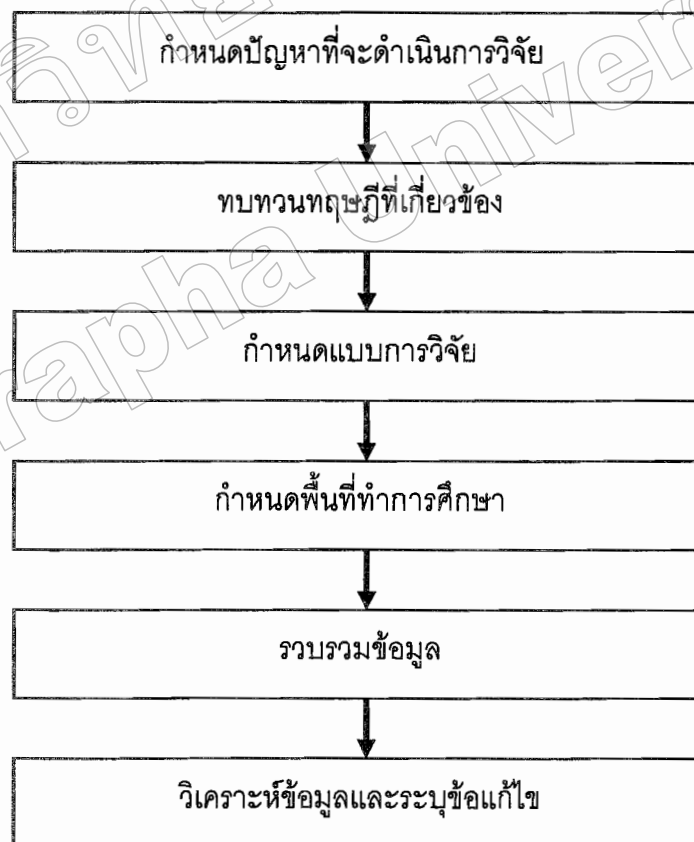 กำหนดปัญหาที่จะดำเนินการวิจัย
ทบทวนทฤษฎีที่เกี่ยวข้อง
กำหนดแบบการวิจัย
กำหนดพื้นที่ทำการศึกษา
รวบรวมข้อมูล
วิเคราะห์ข้อมูลและระบุข้อแก้ไข